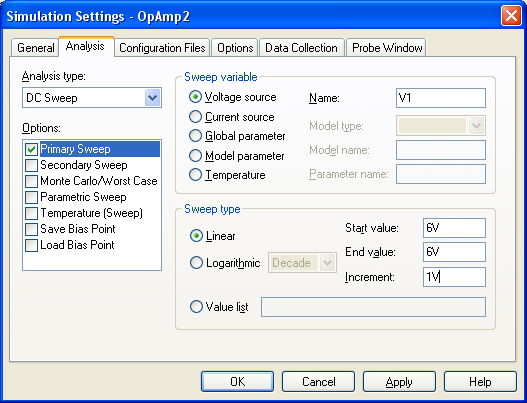 Simulation Settings - OpAmp2
General Analysis Configuration Files Options Data Collection Probe Window
Analysis type:
DC Sweep
Options:
Primary Sweep
Secondary Sweep
Monte Carlo/Worst Case
Parametric Sweep
Temperature (Sweep)
Save Bias Point
Load Bias Point
Sweep variable
Voltage source
Current source
Global parameter
Model parameter
Temperature
Name: V1
Model type:
Model name:
Parameter name:
Sweep type
Linear
Logarithmic Decade
Value list
Start value: 6V
End value: 6V
Increment: 1V
OK Cancel Apply Help